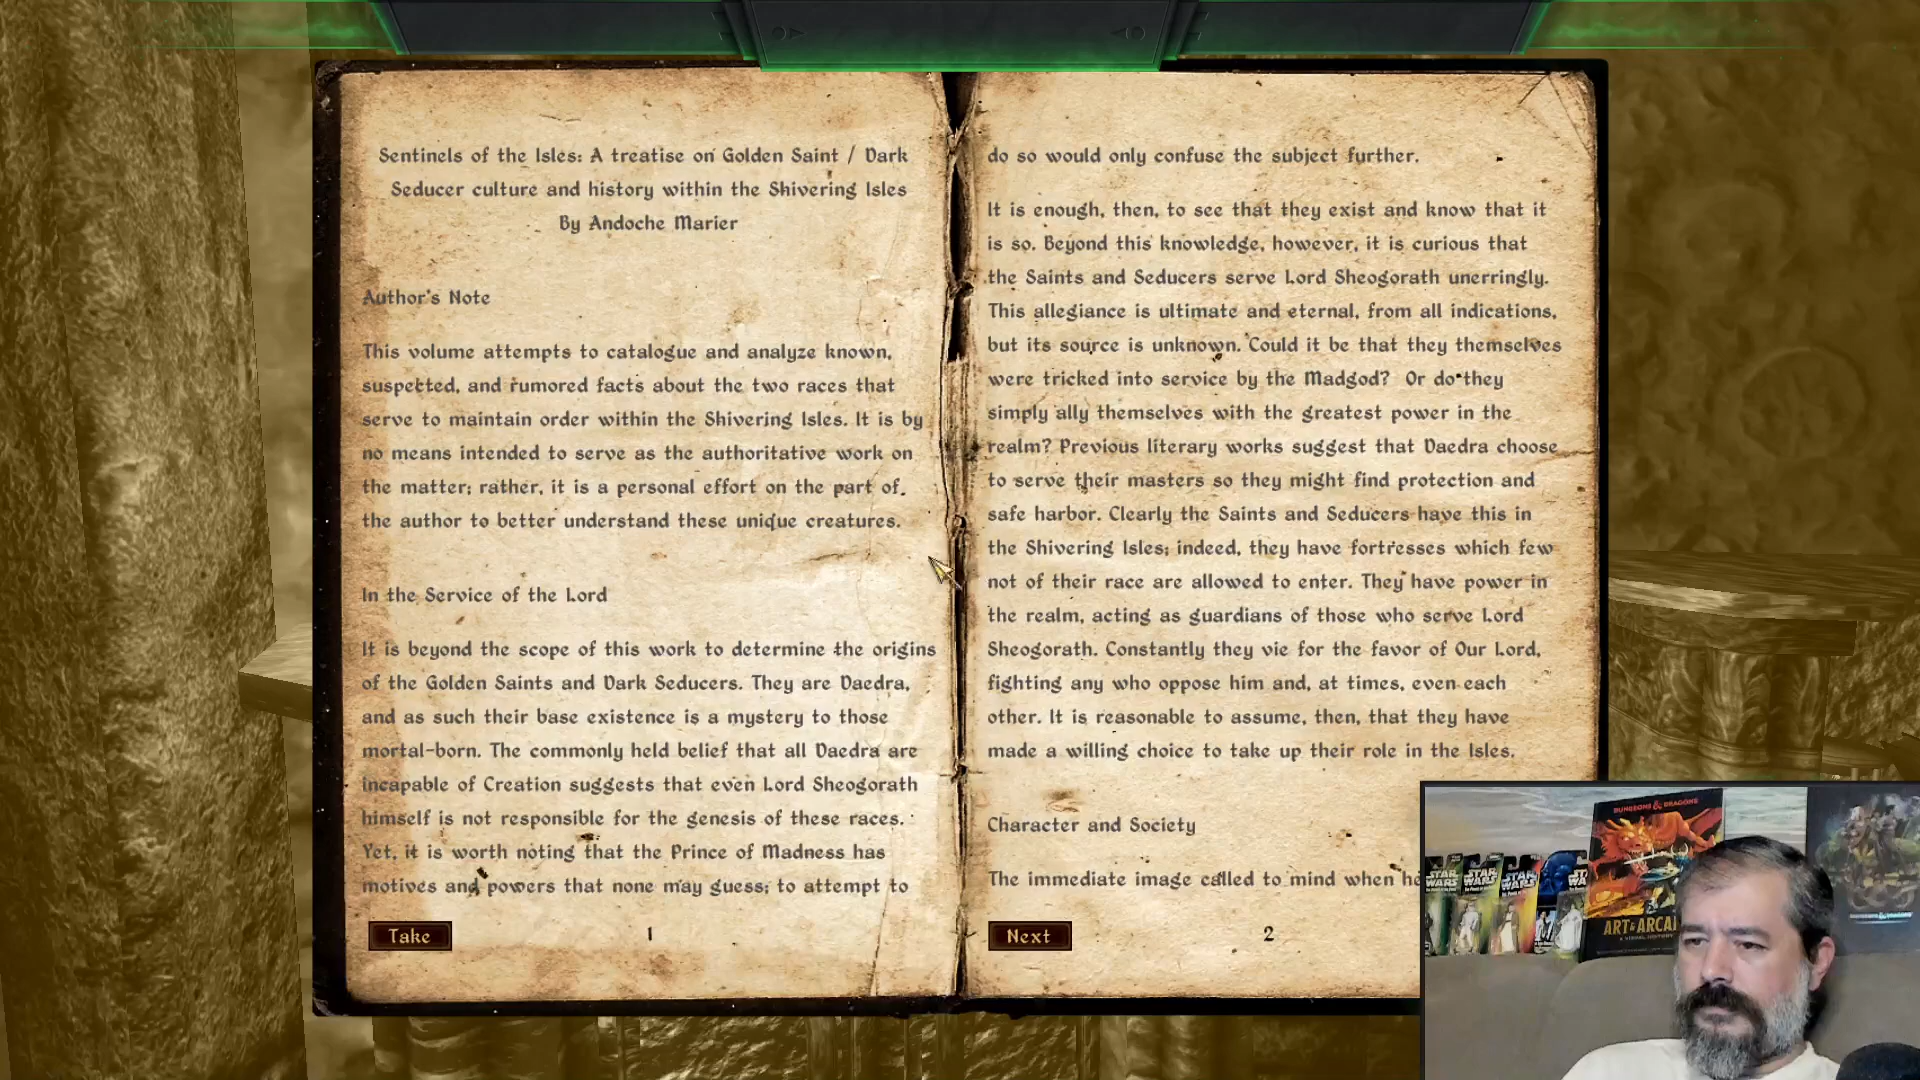 Sentinels of the Isles: A treatise on Golden Saint / Dark
Seducer culture and history within the Shivering Isles
By Andoche Marier
Author's Note
This volume attempts to catalogue and analyze known,
suspected, and rumored facts about the two races that
serve to maintain order within the Shivering Isles. It is by
no means intended to serve as the authoritative work on
the matter; rather, it is a personal effort on the part of
the author to better understand these unique creatures.
In the Service of the Lord
It is beyond the scope of this work to determine the origins
of the Golden Saints and Dark Seducers. They are Daedra,
and as such their base existence is a mystery to those
mortal-born. The commonly held belief that all Daedra are
incapable of Creation suggests that even Lord Sheogorath
himself is not responsible for the genesis of these races.
Yet, it is worth noting that the Prince of Madness has
motives and powers that none may guess; to attempt to
Take
1
do so would only confuse the subject further.
It is enough, then, to see that they exist and know that it
is so. Beyond this knowledge, however, it is curious that
the Saints and Seducers serve Lord Sheogorath unerringly.
This allegiance is ultimate and eternal, from all indications,
but its source is unknown. Could it be that they themselves
were tricked into service by the Madgod? Or do they
simply ally themselves with the greatest power in the
realm? Previous literary works suggest that Daedra choose
to serve their masters so they might find protection and
safe harbor. Clearly the Saints and Seducers have this in
the Shivering Isles; indeed, they have fortresses which few
not of their race are allowed to enter. They have power in
the realm, acting as guardians of those who serve Lord
Sheogorath. Constantly they vie for the favor of Our Lord,
fighting any who oppose him and, at times, even each
other. It is reasonable to assume, then, that they have
made a willing choice to take up their role in the Isles.
Character and Society
The immediate image called to mind when
Next
2
DUNGEONS & DRAGONS
ART & ARCA
STAR WARS
STAR WARS
STAR WARS